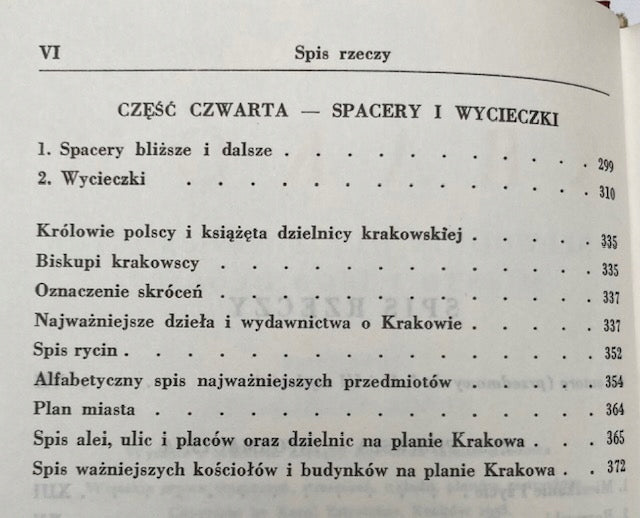 VI Spis rzeczy
CZĘŚĆ CZWARTA — SPACERY I WYCIECZKI
1. Spacery bliższe i dalsze . . . . . . . . . . . 299
2. Wycieczki . . . . . . . . . . . . . . 310
Królowie polscy i książęta dzielnicy krakowskiej . . . . . 335
Biskupi krakowscy . . . . . . . . . . . . . 335
Oznaczenie skróceń . . . . . . . . . . . . . 337
Najważniejsze dzieła i wydawnictwa o Krakowie . . . . . 337
Spis rycin . . . . . . . . . . . . . . . . 352
Alfabetyczny spis najważniejszych przedmiotów . . . . . 354
Plan miasta . . . . . . . . . . . . . . . 364
Spis alei, ulic i placów oraz dzielnic na planie Krakowa . . . 365
Spis ważniejszych kościołów i budynków na planie Krakowa . . 372